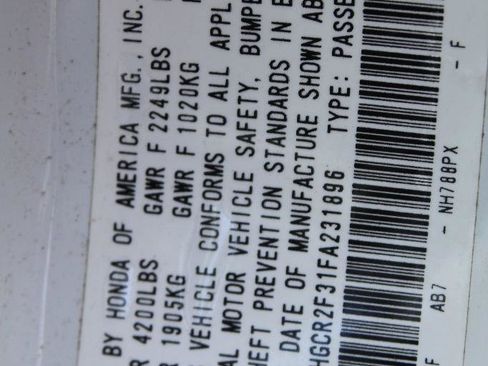 BY HONDA OF AMERICA MFG., INC.
4200LBS GAWR F 2249LBS
1905KG GAWR F 1020KG
VEHICLE CONFORMS TO ALL APPL
AL MOTOR VEHICLE SAFETY, BUMPE
HEFT PREVENTION STANDARDS IN E
DATE OF MANUFACTURE SHOWN AB
HGCR2F31FA231896 TYPE: PASSE
F AB7 - NH788PX - F